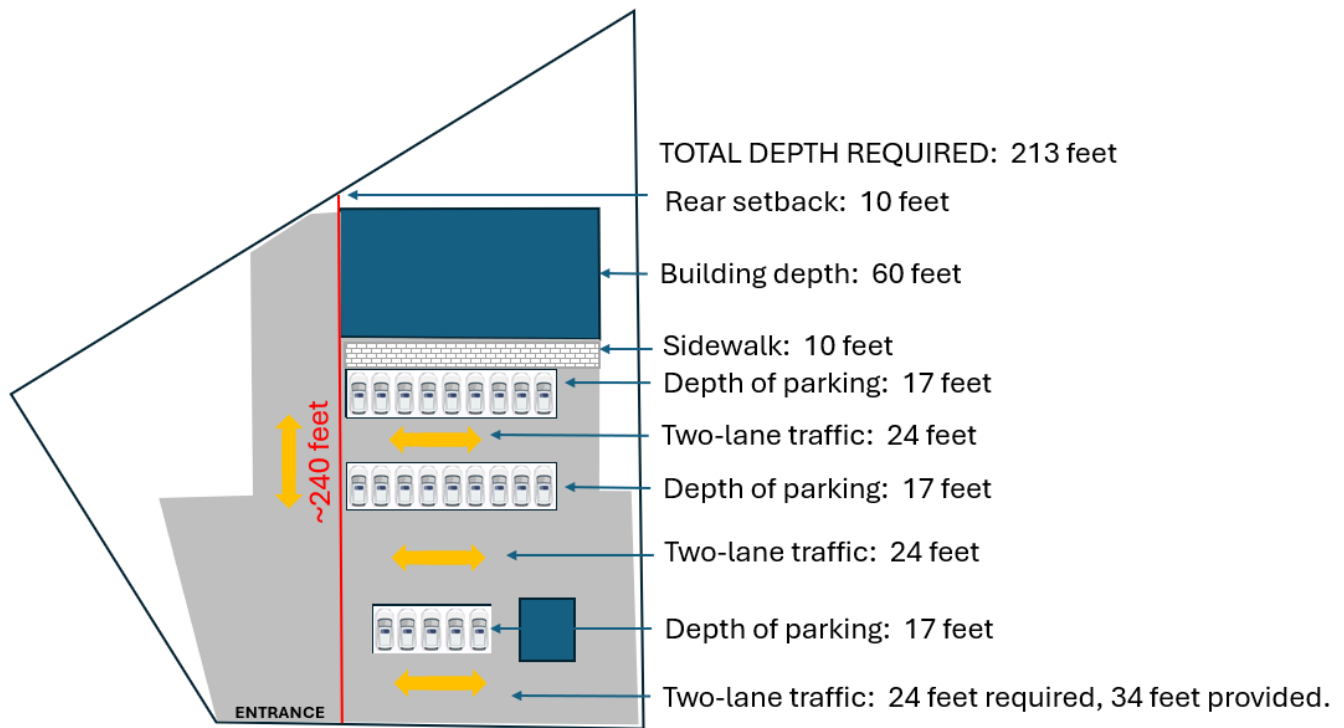 TOTAL DEPTH REQUIRED: 213 feet
Rear setback: 10 feet
Building depth: 60 feet
Sidewalk: 10 feet
Depth of parking: 17 feet
Two-lane traffic: 24 feet
~240 feet
Depth of parking: 17 feet
Two-lane traffic: 24 feet
Depth of parking: 17 feet
Two-lane traffic: 24 feet required, 34 feet provided.
ENTRANCE